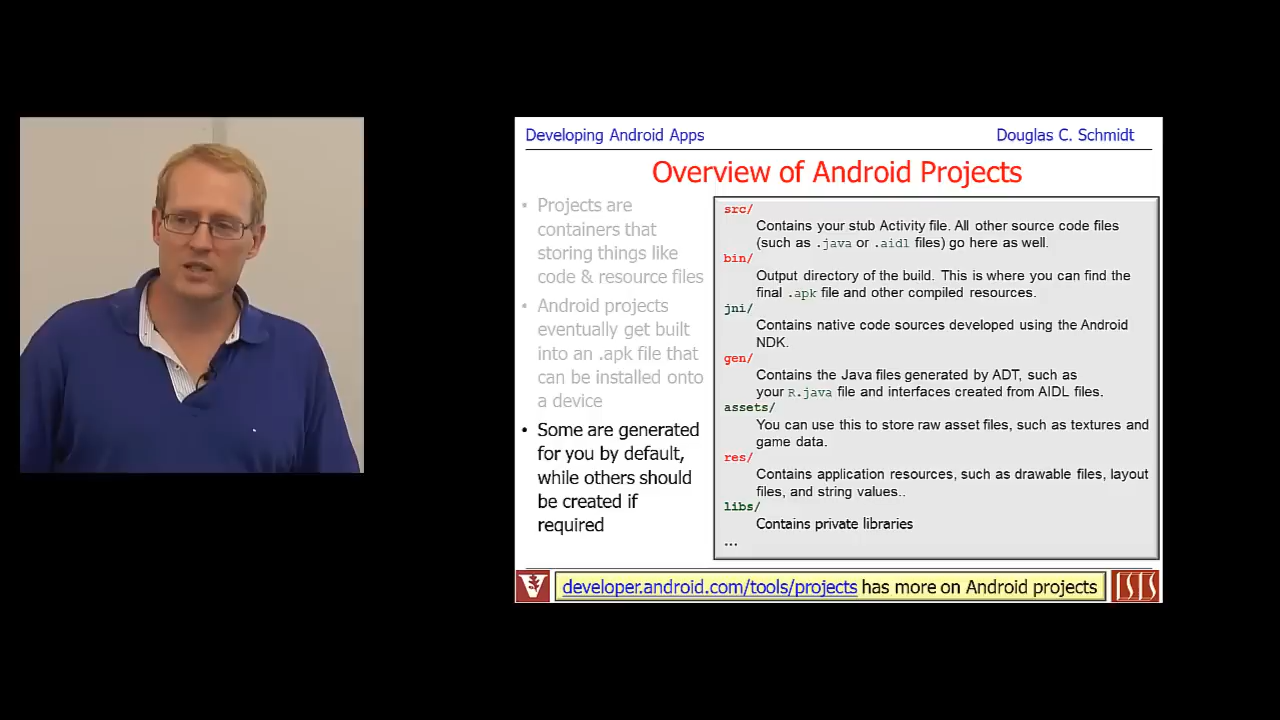 Developing Android Apps
Douglas C. Schmidt
Overview of Android Projects
• Projects are
containers that
storing things like
code & resource files
• Android projects
eventually get built
into an .apk file that
can be installed onto
a device
• Some are generated
for you by default,
while others should
be created if
required
src/
Contains your stub Activity file. All other source code files
(such as .java or .aidl files) go here as well.
bin/
Output directory of the build. This is where you can find the
final .apk file and other compiled resources.
jni/
Contains native code sources developed using the Android
NDK.
gen/
Contains the Java files generated by ADT, such as
your R.java file and interfaces created from AIDL files.
assets/
You can use this to store raw asset files, such as textures and
game data.
res/
Contains application resources, such as drawable files, layout
files, and string values..
libs/
Contains private libraries
...
developer.android.com/tools/projects has more on Android projects